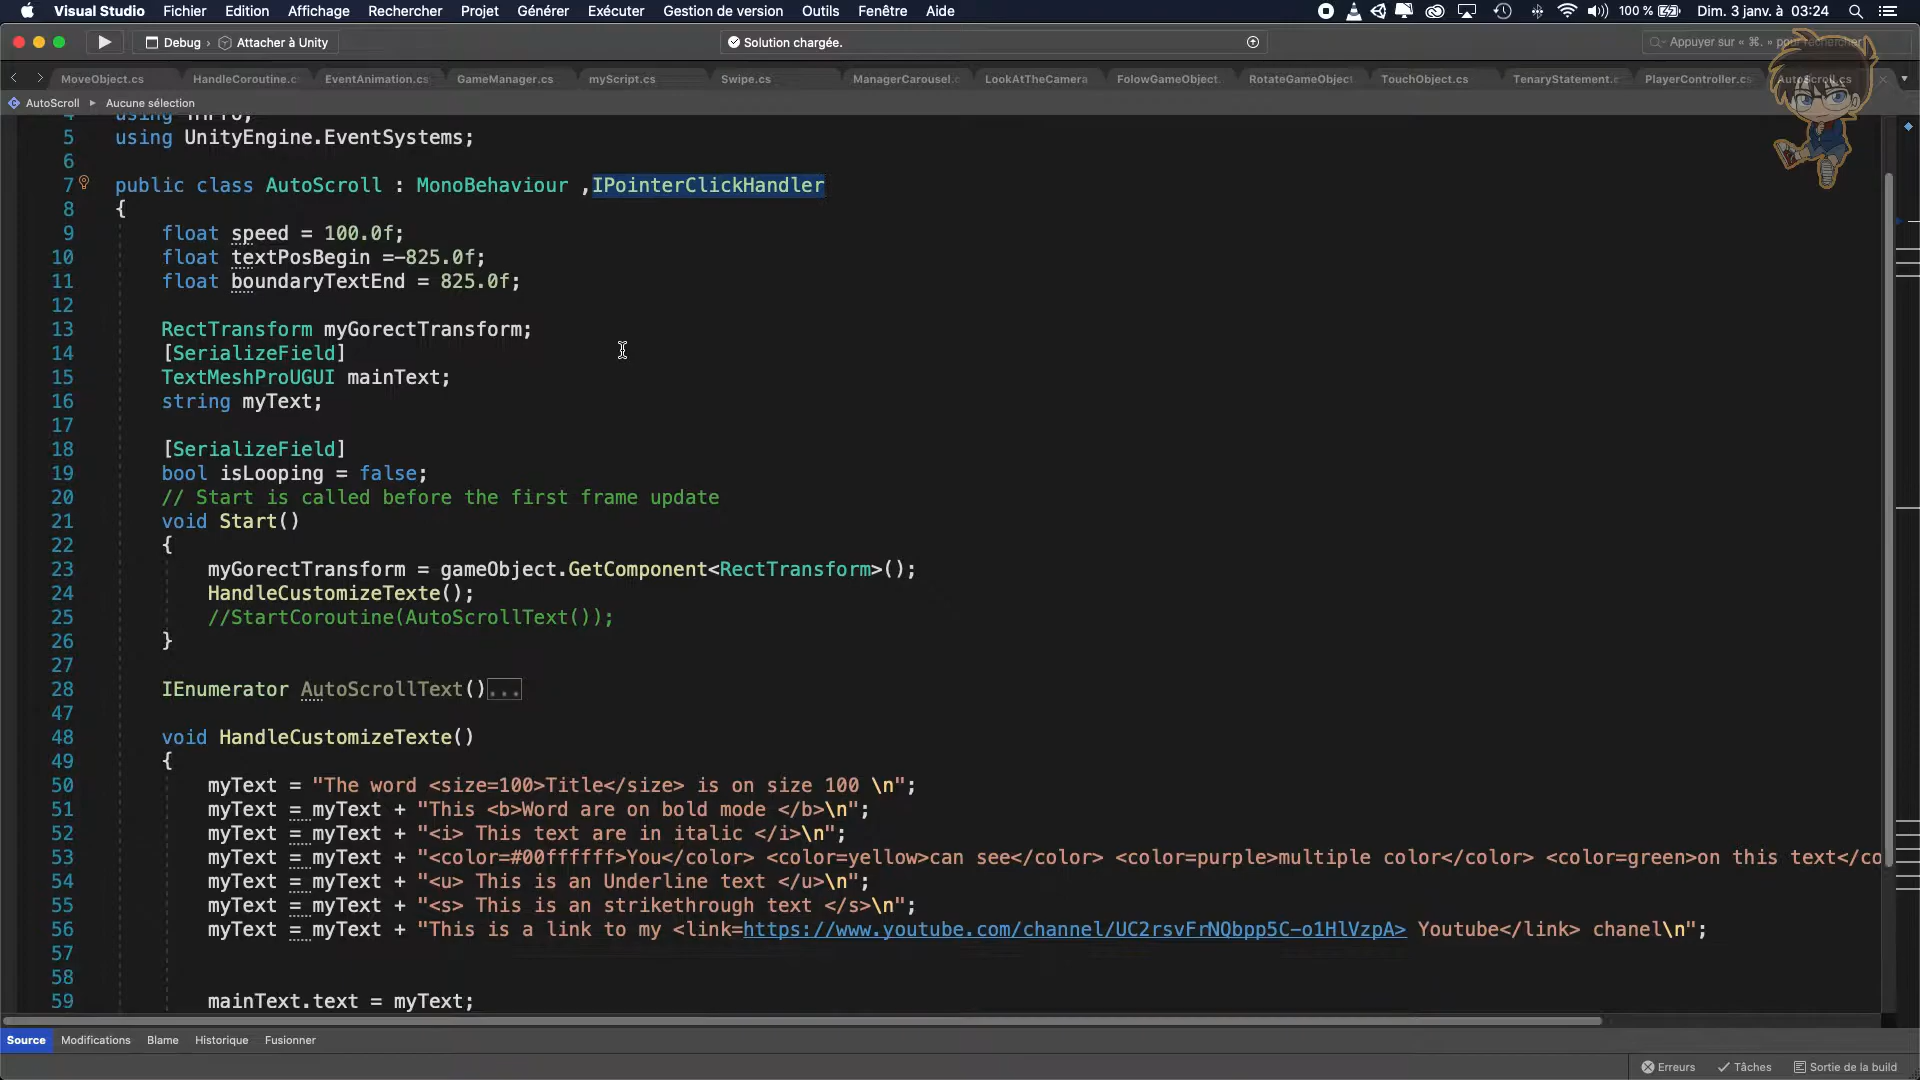 Visual Studio Fichier Edition Affichage Rechercher Projet Générer Exécuter Gestion de version Outils Fenêtre Aide 100 % Dim. 3 janv. à 03:24
Debug › Attacher à Unity Solution chargée. Appuyer sur « ⌘. » pour rechercher
MoveObject.cs HandleCoroutine.c EventAnimation.cs GameManager.cs myScript.cs Swipe.cs ManagerCarousel.c LookAtTheCamera FolowGameObject. RotateGameObject TouchObject.cs TenaryStatement.c PlayerController.cs AutoScroll.cs
AutoScroll ▸ Aucune sélection
4
5 using UnityEngine.EventSystems;
6
7 public class AutoScroll : MonoBehaviour ,IPointerClickHandler
8 {
9 float speed = 100.0f;
10 float textPosBegin =-825.0f;
11 float boundaryTextEnd = 825.0f;
12
13 RectTransform myGorectTransform;
14 [SerializeField]
15 TextMeshProUGUI mainText;
16 string myText;
17
18 [SerializeField]
19 bool isLooping = false;
20 // Start is called before the first frame update
21 void Start()
22 {
23 myGorectTransform = gameObject.GetComponent<RectTransform>();
24 HandleCustomizeTexte();
25 //StartCoroutine(AutoScrollText());
26 }
27
28 IEnumerator AutoScrollText()...
47
48 void HandleCustomizeTexte()
49 {
50 myText = "The word <size=100>Title</size> is on size 100 \n";
51 myText = myText + "This <b>Word are on bold mode </b>\n";
52 myText = myText + "<i> This text are in italic </i>\n";
53 myText = myText + "<color=#00ffffff>You</color> <color=yellow>can see</color> <color=purple>multiple color</color> <color=green>on this text</co
54 myText = myText + "<u> This is an Underline text </u>\n";
55 myText = myText + "<s> This is an strikethrough text </s>\n";
56 myText = myText + "This is a link to my <link=https://www.youtube.com/channel/UC2rsvFrNQbpp5C-o1HlVzpA> Youtube</link> chanel\n";
57
58
59 mainText.text = myText;
Source Modifications Blame Historique Fusionner
Erreurs Tâches Sortie de la build